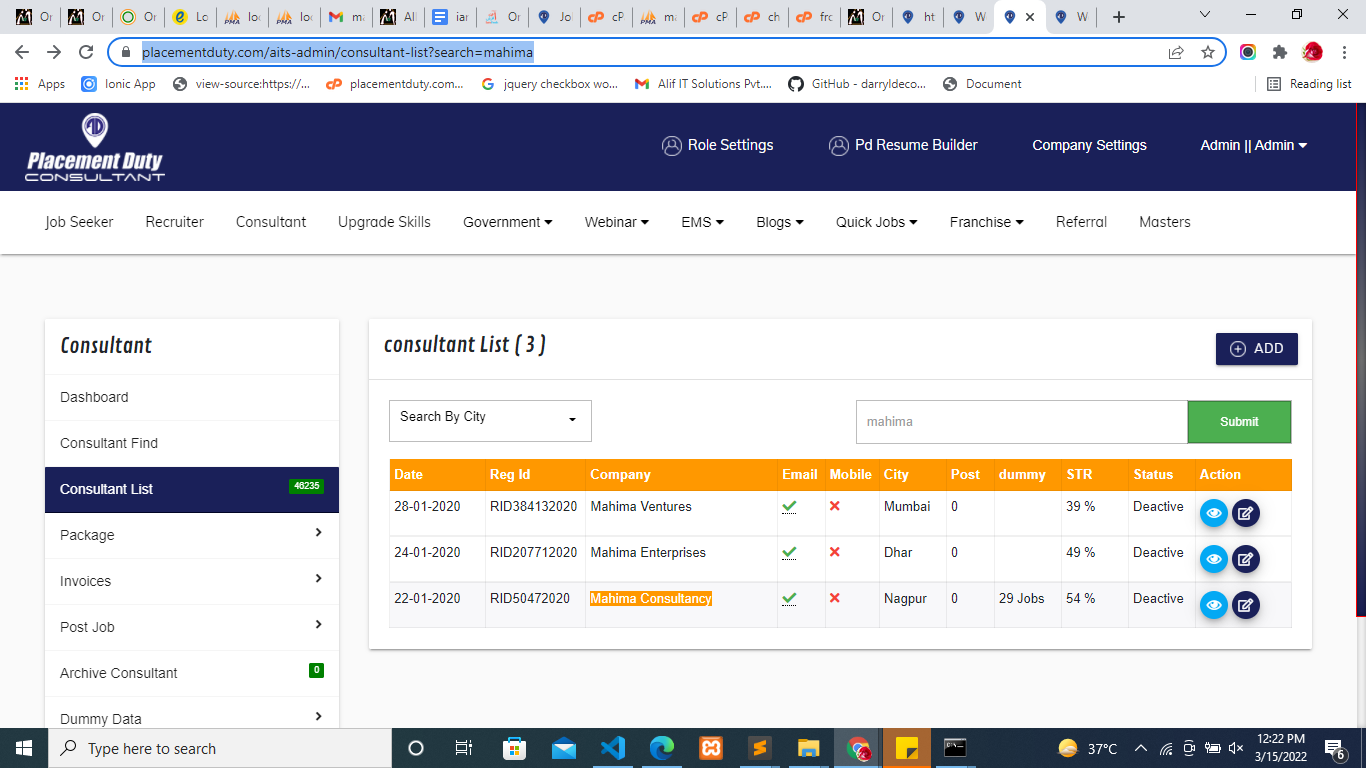 Or
Or
Or
Lo
loc
loc
ma
All
iar
Or
Jo
cP
ma
cP
ch
fro
Or
ht
W
W
placementduty.com/aits-admin/consultant-list?search=mahima
Apps
Ionic App
view-source:https://...
placementduty.com...
jquery checkbox wo...
Alif IT Solutions Pvt....
GitHub - darryldeco...
Document
Reading list
Placement Duty
CONSULTANT
Role Settings
Pd Resume Builder
Company Settings
Admin || Admin
Job Seeker
Recruiter
Consultant
Upgrade Skills
Government
Webinar
EMS
Blogs
Quick Jobs
Franchise
Referral
Masters
Consultant
Dashboard
Consultant Find
Consultant List 46235
Package
Invoices
Post Job
Archive Consultant 0
Dummy Data
consultant List ( 3 )
ADD
Search By City
mahima
Submit
Date Reg Id Company Email Mobile City Post dummy STR Status Action
28-01-2020 RID384132020 Mahima Ventures Mumbai 0 39 % Deactive
24-01-2020 RID207712020 Mahima Enterprises Dhar 0 49 % Deactive
22-01-2020 RID50472020 Mahima Consultancy Nagpur 0 29 Jobs 54 % Deactive
Type here to search
37°C
12:22 PM
3/15/2022
6